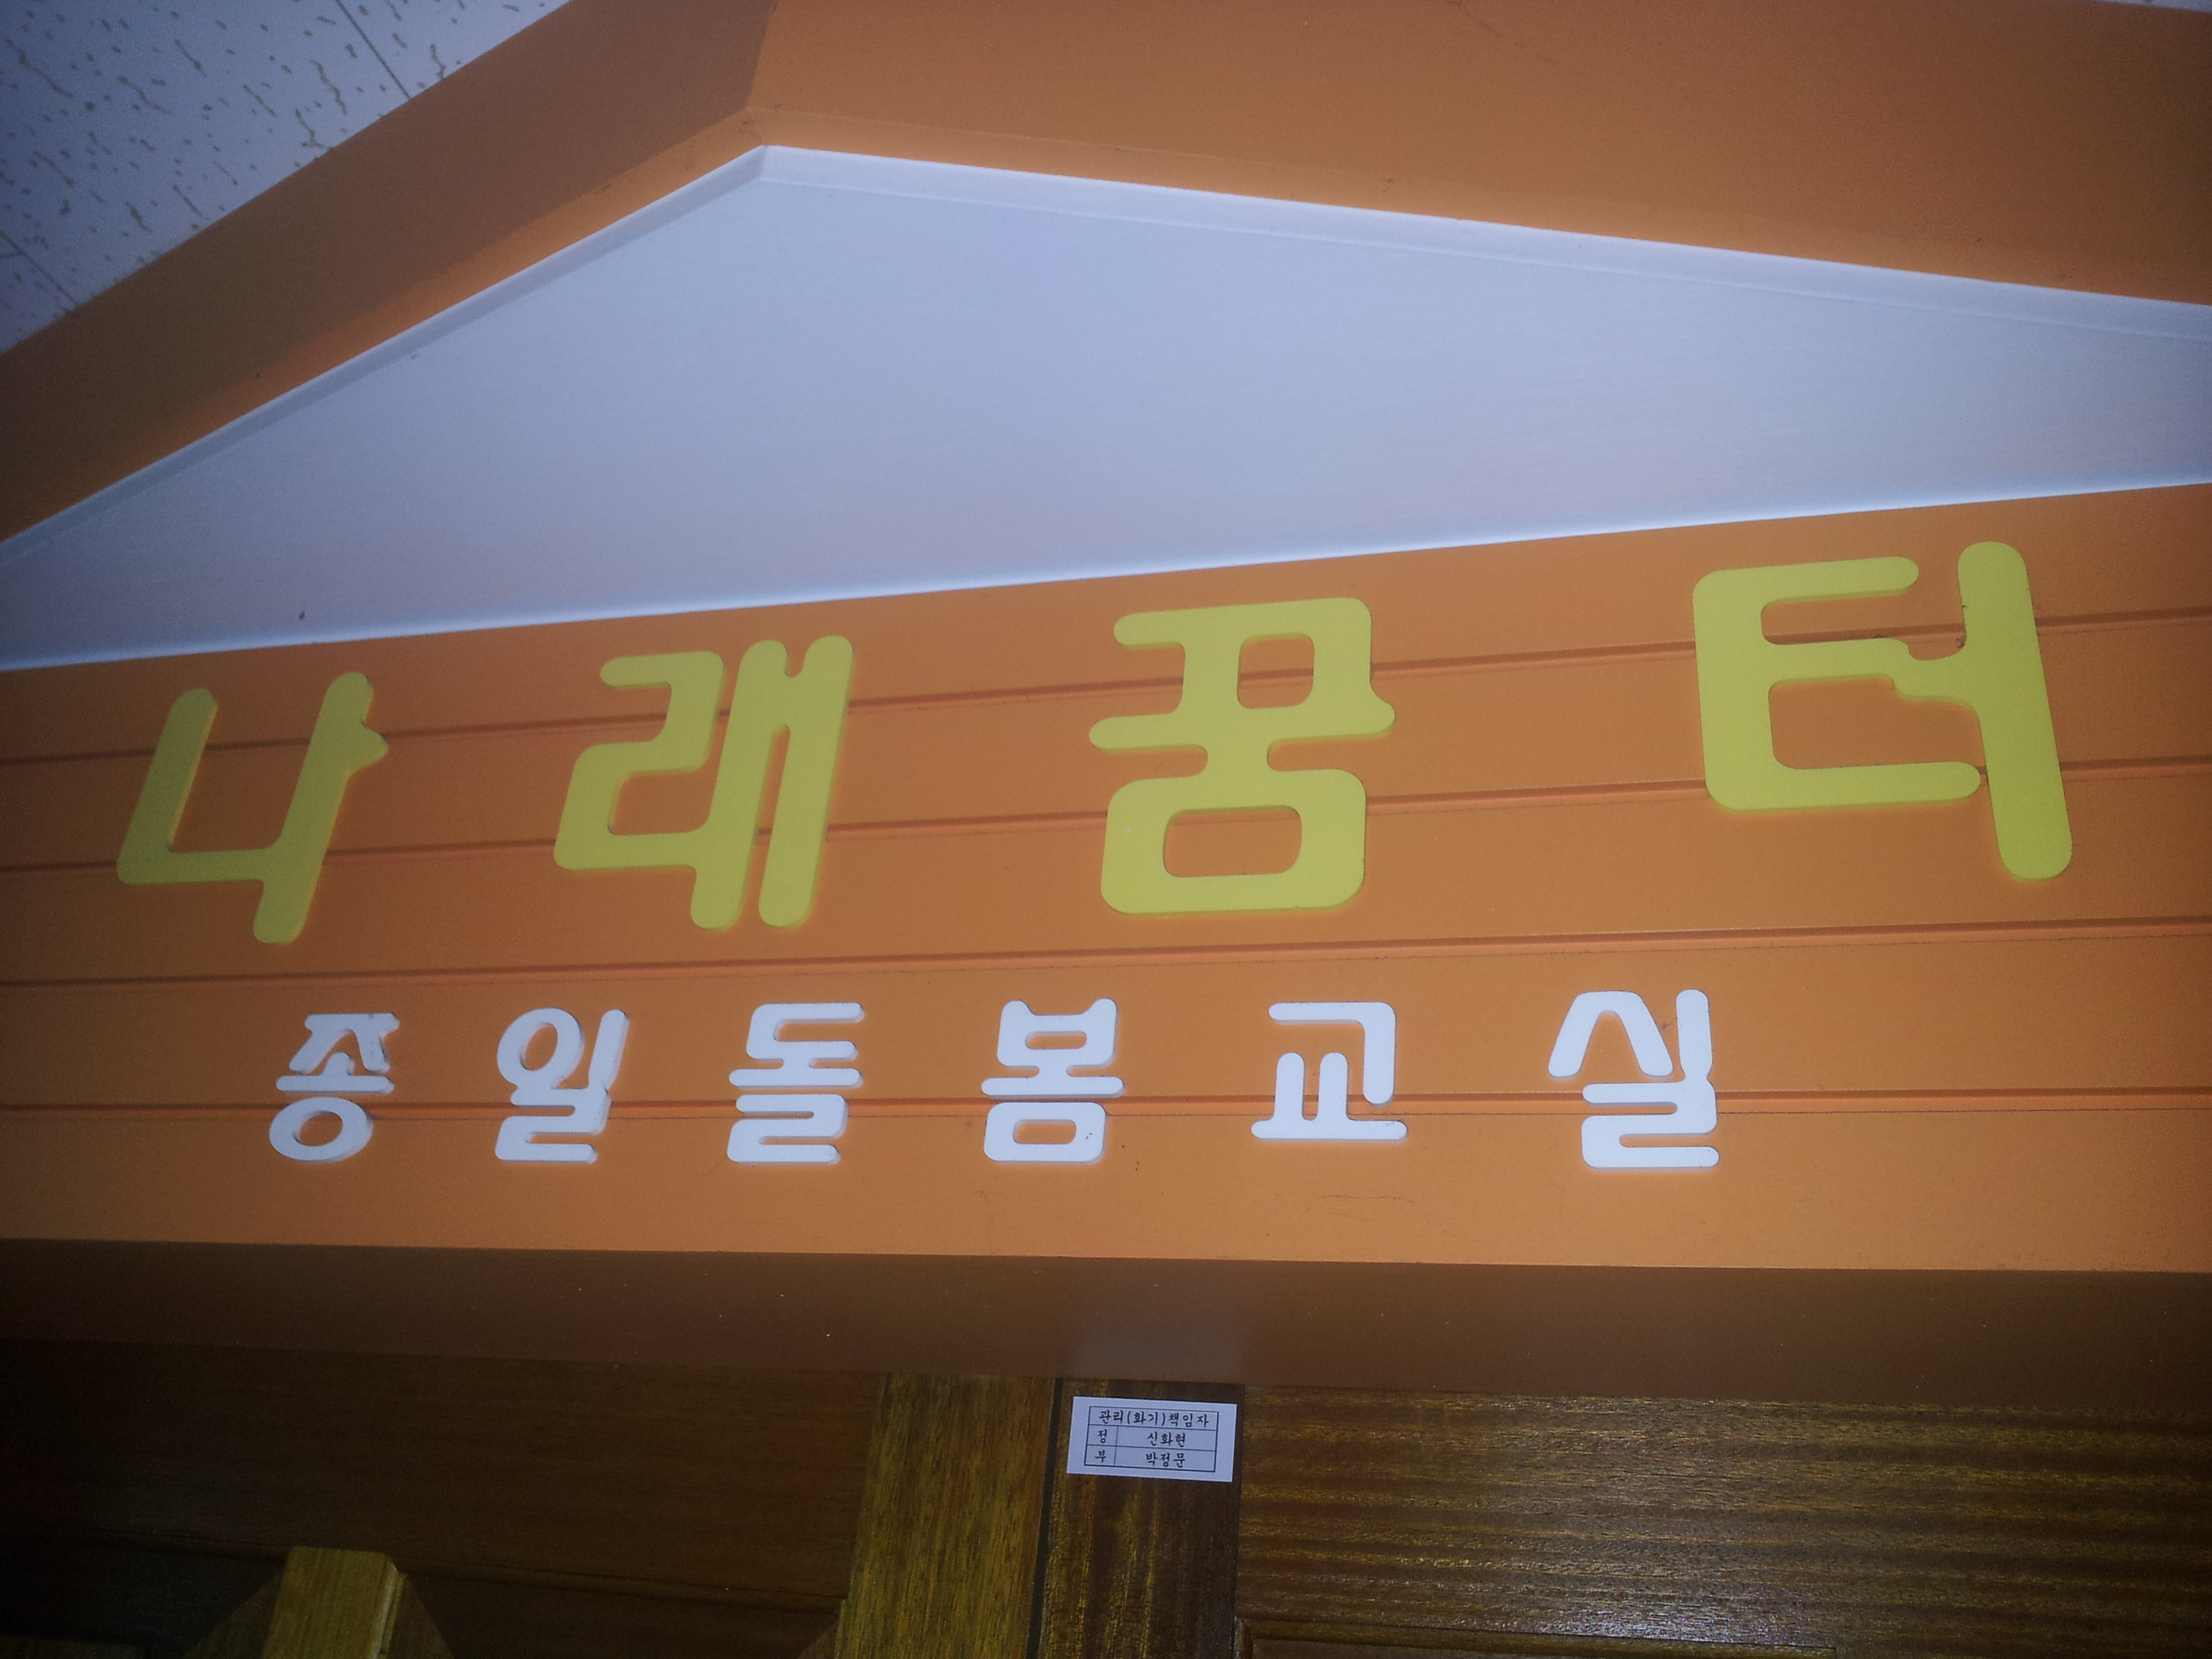 나래꿈터
종일돌봄교실
관리(화기)책임자
정 신화현
부 박정문